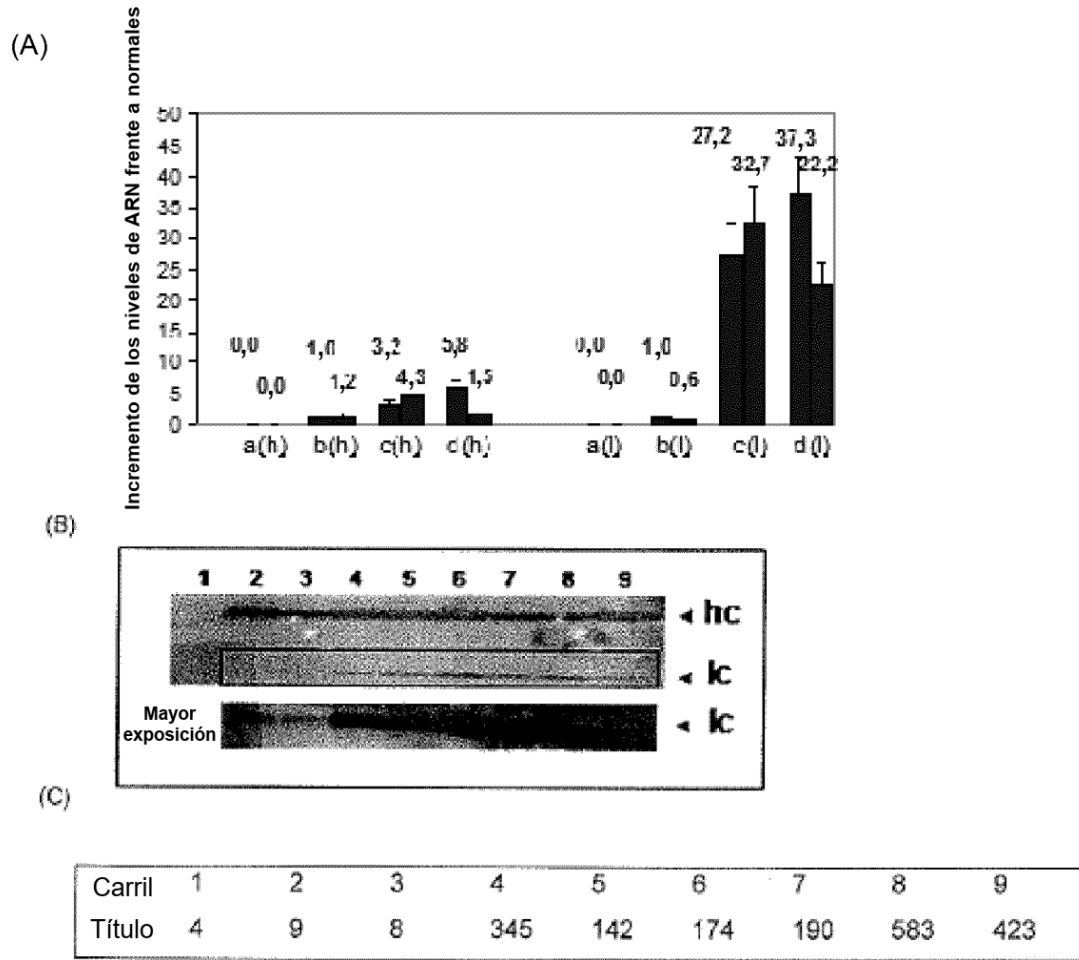 (A)
Incremento de los niveles de ARN frente a normales
50
45
40
35
30
25
20
15
10
5
0
0,0
0,0
1,0
1,2
3,2
4,3
5,8
1,5
0,0
0,0
1,0
0,6
27,2
32,7
37,3
22,2
a(h) b(h) c(h) d(h) a(l) b(l) c(l) d(l)
(B)
1 2 3 4 5 6 7 8 9
hc
lc
Mayor
exposición
lc
(C)
Carril 1 2 3 4 5 6 7 8 9
Título 4 9 8 345 142 174 190 583 423